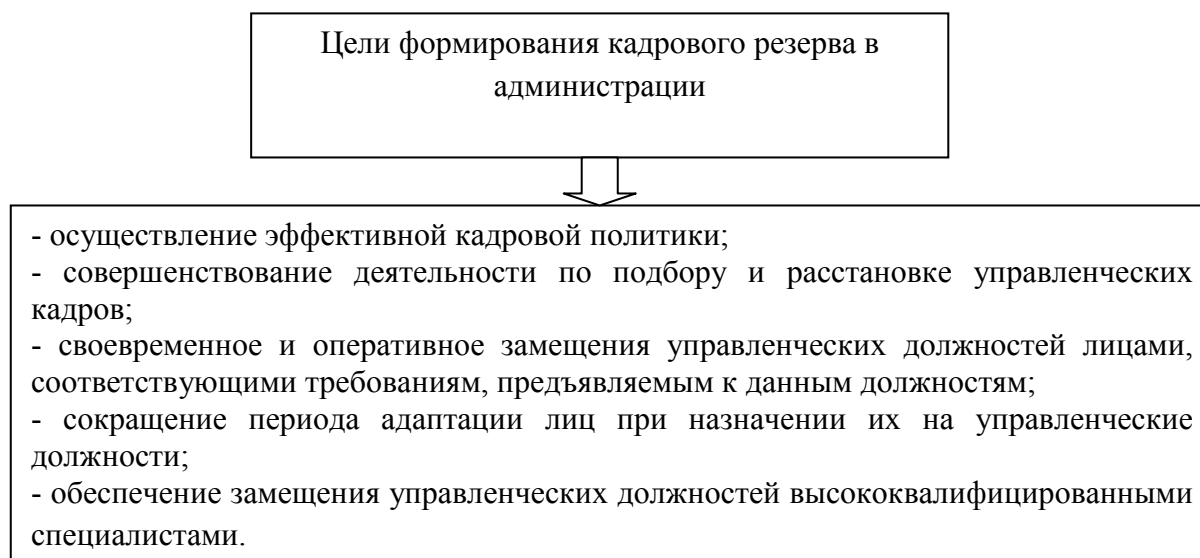 Цели формирования кадрового резерва в
администрации
- осуществление эффективной кадровой политики;
- совершенствование деятельности по подбору и расстановке управленческих
кадров;
- своевременное и оперативное замещения управленческих должностей лицами,
соответствующими требованиям, предъявляемым к данным должностям;
- сокращение периода адаптации лиц при назначении их на управленческие
должности;
- обеспечение замещения управленческих должностей высококвалифицированными
специалистами.